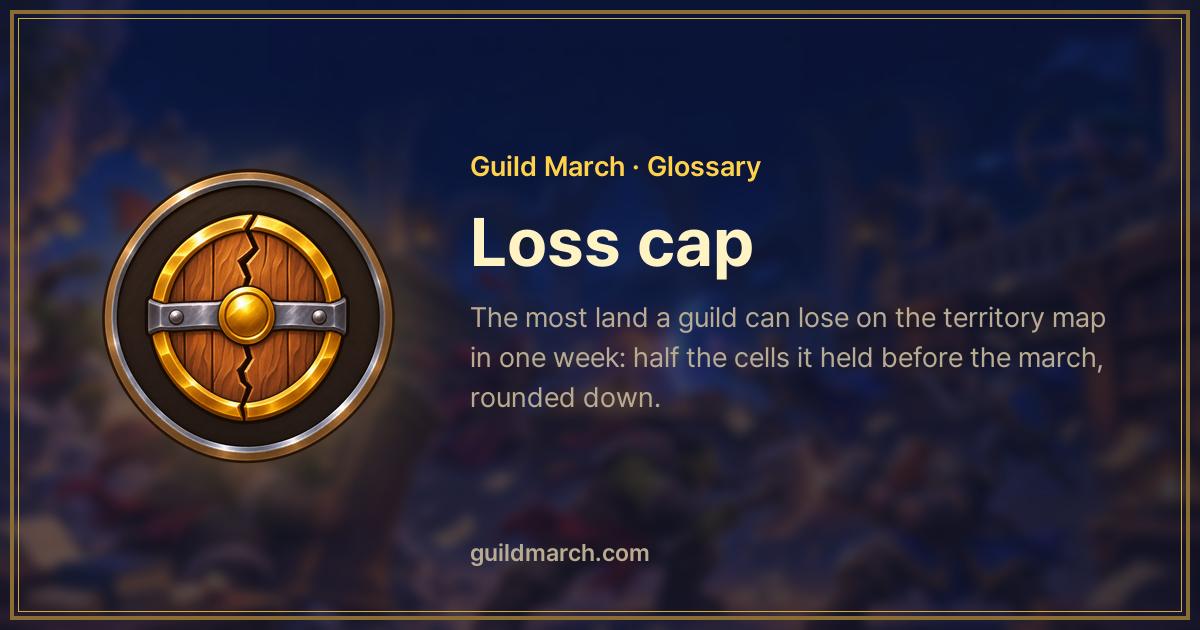 Guild March · Glossary
Loss cap
The most land a guild can lose on the territory map
in one week: half the cells it held before the march,
rounded down.
guildmarch.com